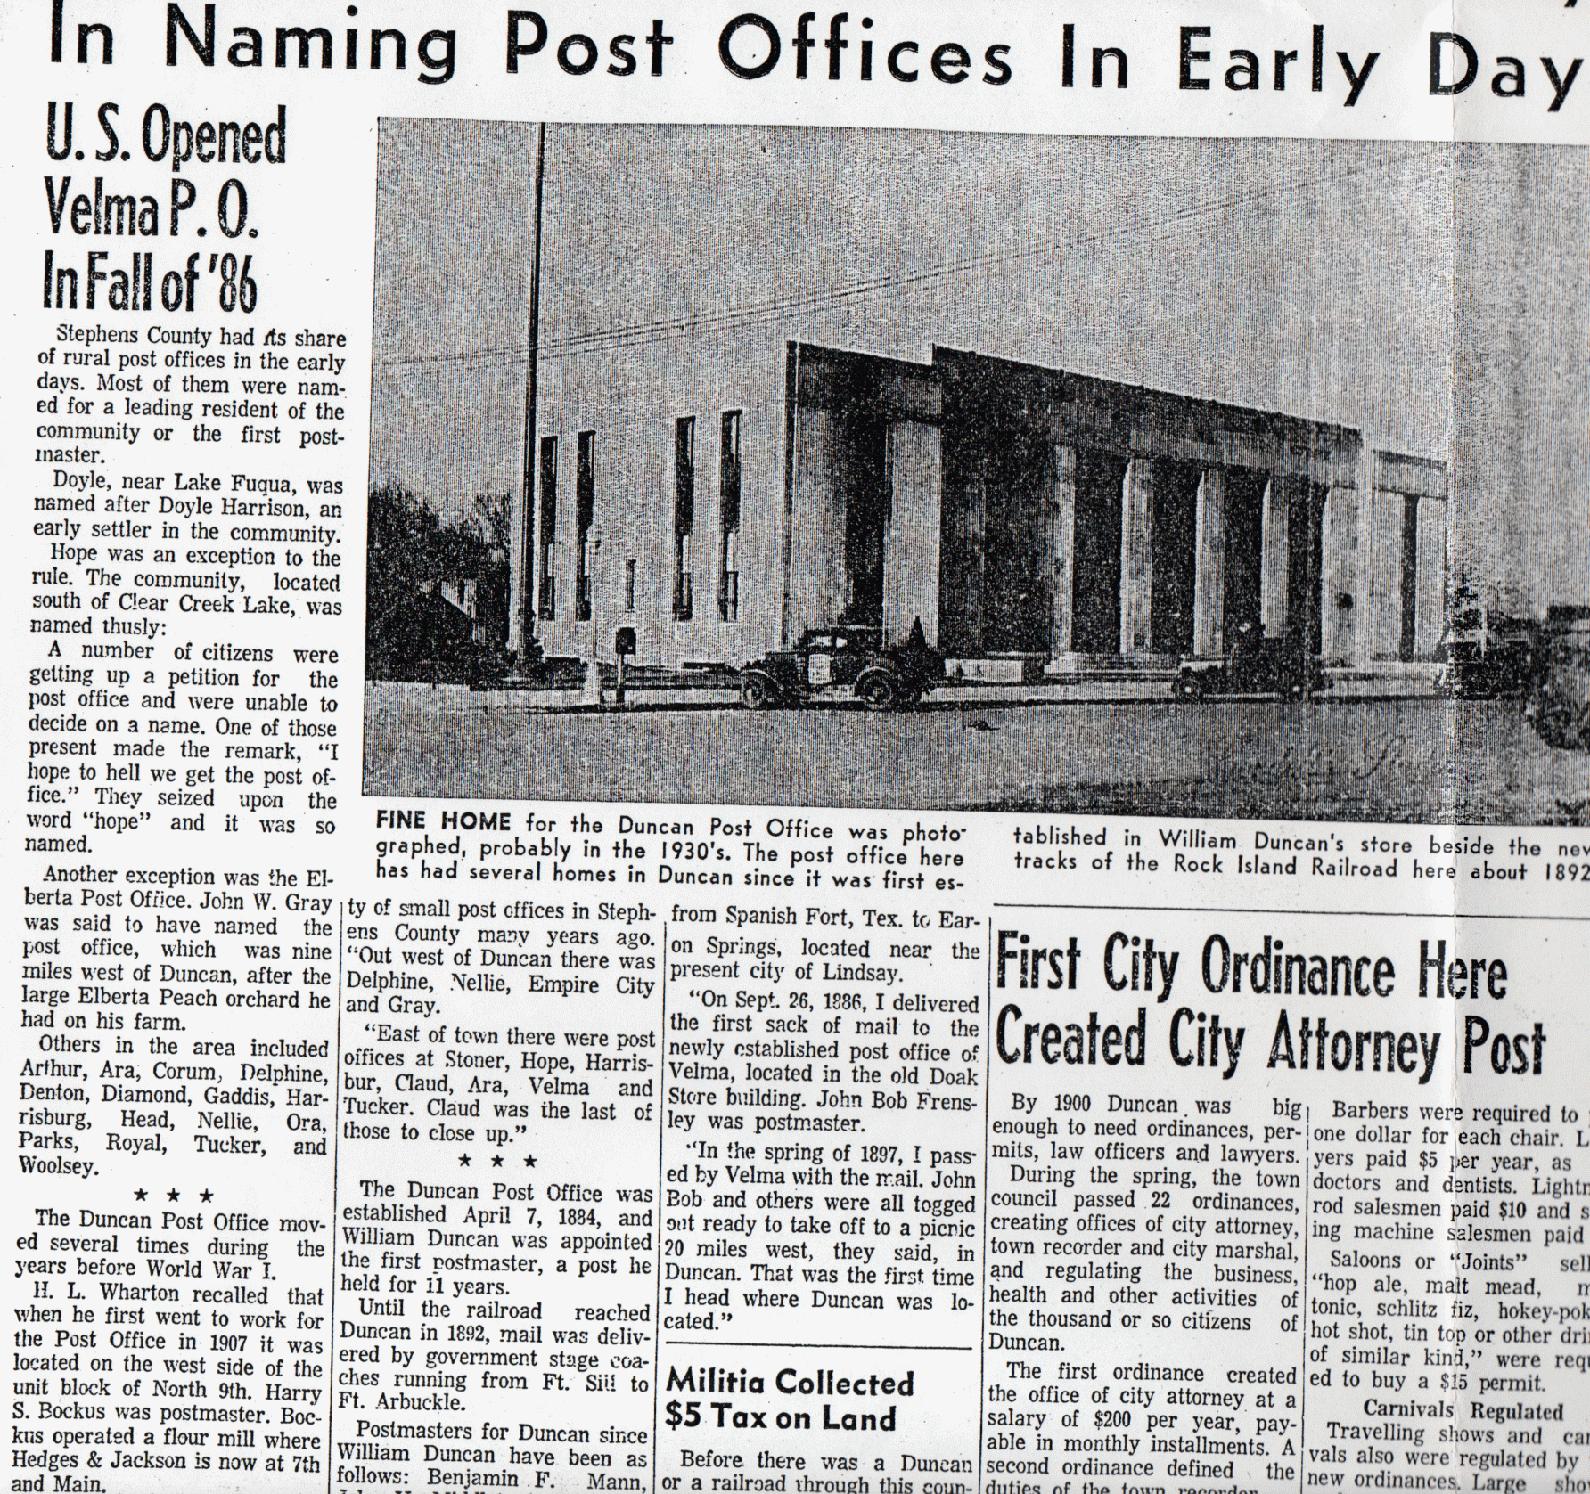 In Naming Post Offices In Early Day
U. S. Opened
Velma P. O.
In Fall of '86
Stephens County had its share
of rural post offices in the early
days. Most of them were nam-
ed for a leading resident of the
community or the first post-
master.
Doyle, near Lake Fuqua, was
named after Doyle Harrison, an
early settler in the community.
Hope was an exception to the
rule. The community, located
south of Clear Creek Lake, was
named thusly:
A number of citizens were
getting up a petition for the
post office and were unable to
decide on a name. One of those
present made the remark, "I
hope to hell we get the post of-
fice." They seized upon the
word "hope" and it was so
named.
Another exception was the El-
berta Post Office. John W. Gray
was said to have named the
post office, which was nine
miles west of Duncan, after the
large Elberta Peach orchard he
had on his farm.
Others in the area included
Arthur, Ara, Corum, Delphine,
Denton, Diamond, Gaddis, Har-
risburg, Head, Nellie, Ora,
Parks, Royal, Tucker, and
Woolsey.
★ ★ ★
The Duncan Post Office mov-
ed several times during the
years before World War I.
H. L. Wharton recalled that
when he first went to work for
the Post Office in 1907 it was
located on the west side of the
unit block of North 9th. Harry
S. Bockus was postmaster. Boc-
kus operated a flour mill where
Hedges & Jackson is now at 7th
and Main.
FINE HOME for the Duncan Post Office was photo-
graphed, probably in the 1930's. The post office here
has had several homes in Duncan since it was first es-
tablished in William Duncan's store beside the new
tracks of the Rock Island Railroad here about 1892
ty of small post offices in Steph-
ens County many years ago.
"Out west of Duncan there was
Delphine, Nellie, Empire City
and Gray.
"East of town there were post
offices at Stoner, Hope, Harris-
bur, Claud, Ara, Velma and
Tucker. Claud was the last of
those to close up."
★ ★ ★
The Duncan Post Office was
established April 7, 1884, and
William Duncan was appointed
the first postmaster, a post he
held for 11 years.
Until the railroad reached
Duncan in 1892, mail was deliv-
ered by government stage coa-
ches running from Ft. Sill to
Ft. Arbuckle.
Postmasters for Duncan since
William Duncan have been as
follows: Benjamin F. Mann,
from Spanish Fort, Tex. to Ear-
on Springs, located near the
present city of Lindsay.
"On Sept. 26, 1886, I delivered
the first sack of mail to the
newly established post office of
Velma, located in the old Doak
Store building. John Bob Frens-
ley was postmaster.
"In the spring of 1897, I pass-
ed by Velma with the mail. John
Bob and others were all togged
out ready to take off to a picnic
20 miles west, they said, in
Duncan. That was the first time
I head where Duncan was lo-
cated."
Militia Collected
$5 Tax on Land
Before there was a Duncan
or a railroad through this coun-
First City Ordinance Here
Created City Attorney Post
By 1900 Duncan was big
enough to need ordinances, per-
mits, law officers and lawyers.
During the spring, the town
council passed 22 ordinances,
creating offices of city attorney,
town recorder and city marshal,
and regulating the business,
health and other activities of
the thousand or so citizens of
Duncan.
The first ordinance created
the office of city attorney at a
salary of $200 per year, pay-
able in monthly installments. A
second ordinance defined the
duties of the town recorder
Barbers were required to
one dollar for each chair. L
yers paid $5 per year, as
doctors and dentists. Lightn
rod salesmen paid $10 and s
ing machine salesmen paid
Saloons or "Joints" sell
"hop ale, malt mead, m
tonic, schlitz fiz, hokey-pok
hot shot, tin top or other dri
of similar kind," were requ
ed to buy a $15 permit.
Carnivals Regulated
Travelling shows and car
vals also were regulated by
new ordinances. Large sho